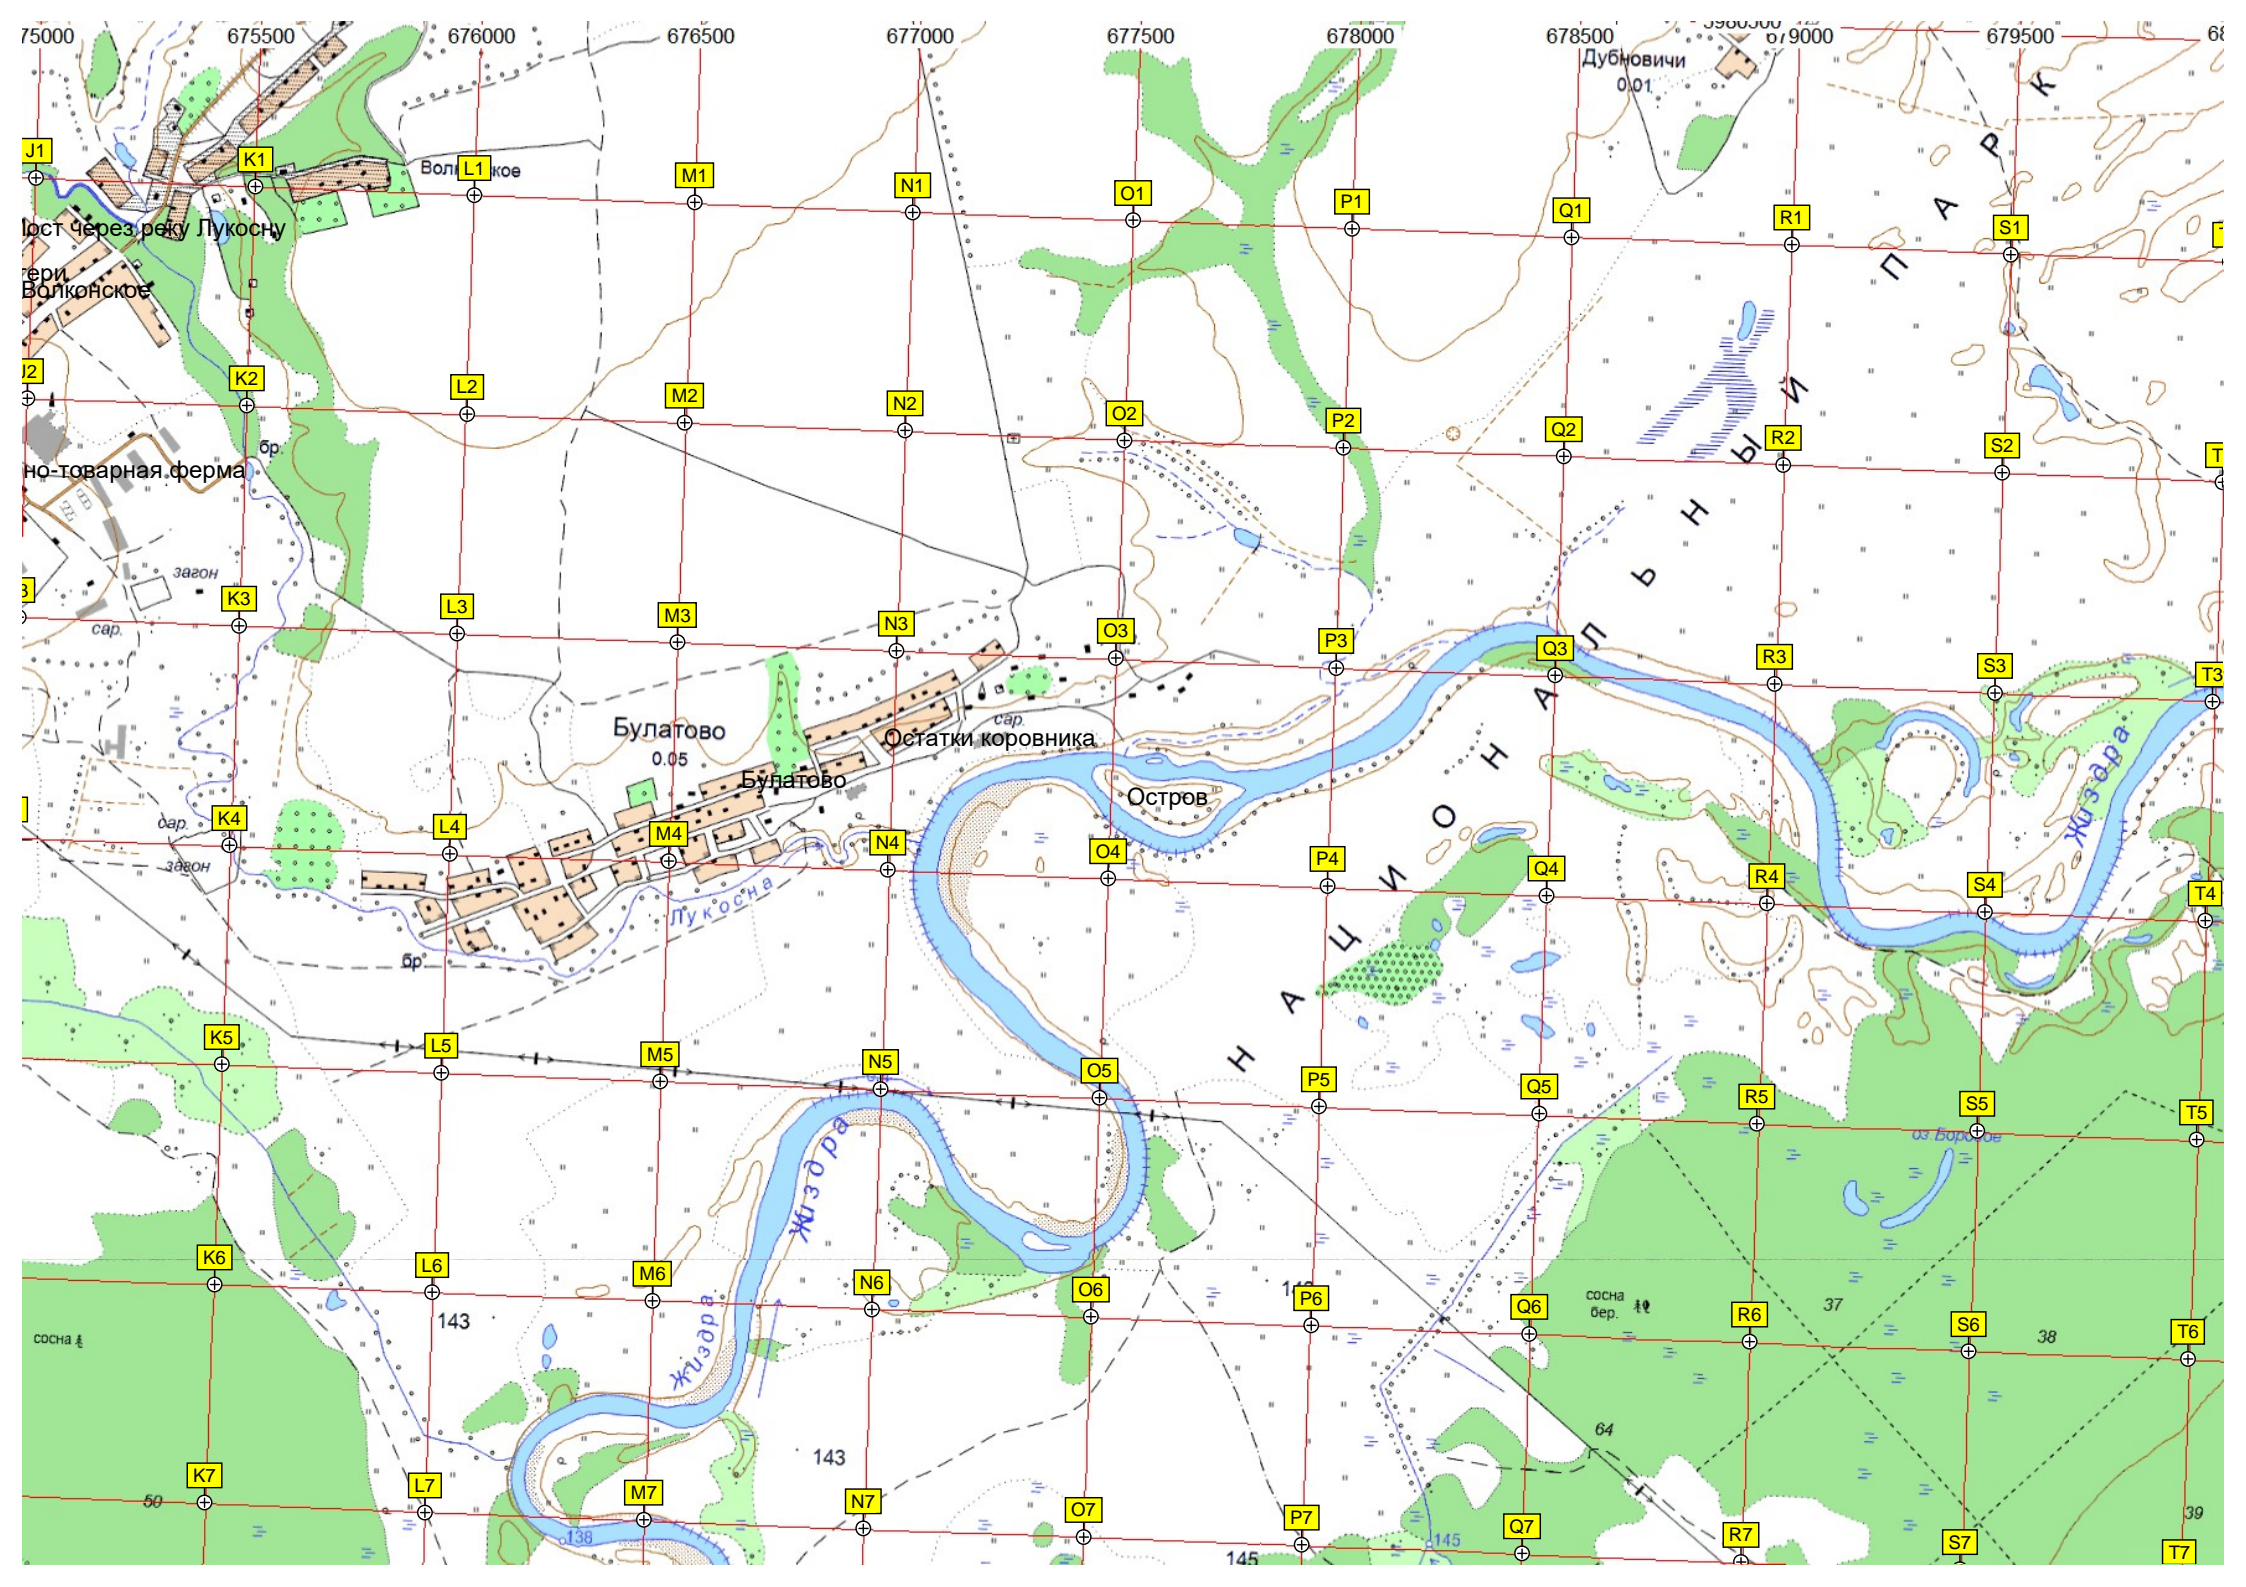 5980500
75000 675500 676000 676500 677000 677500 678000 678500 679000 679500 68
Дубновичи
0.01
К
Р
А
П
J1 K1 L1 M1 N1 O1 P1 Q1 R1 S1
Мост через реку Лукосну
тери
Волконское
Й
Ы
J2 K2 L2 M2 N2 O2 P2 Q2 R2 S2 T
бр.
но-товарная ферма
Н
Ь
загон
K3 L3 M3 N3 O3 P3 Q3 R3 S3 T3
сар.
Л
А
Булатово
0.05
сар.
Остатки коровника
Булатово
Остров
Н
О
Жиздра
сар.
загон
K4 L4 M4 N4 O4 P4 Q4 R4 S4 T4
И
Лукосна
бр.
Ц
А
Н
K5 L5 M5 N5 O5 P5 Q5 R5 S5 T5
Жиздра
оз.Боровое
K6 L6 M6 N6 O6 P6 Q6 R6 S6 T6
143
сосна
бер.
37
38
сосна
Жиздра
64
143
50
K7 L7 M7 N7 O7 P7 Q7 R7 S7 T7
39
138
145
145